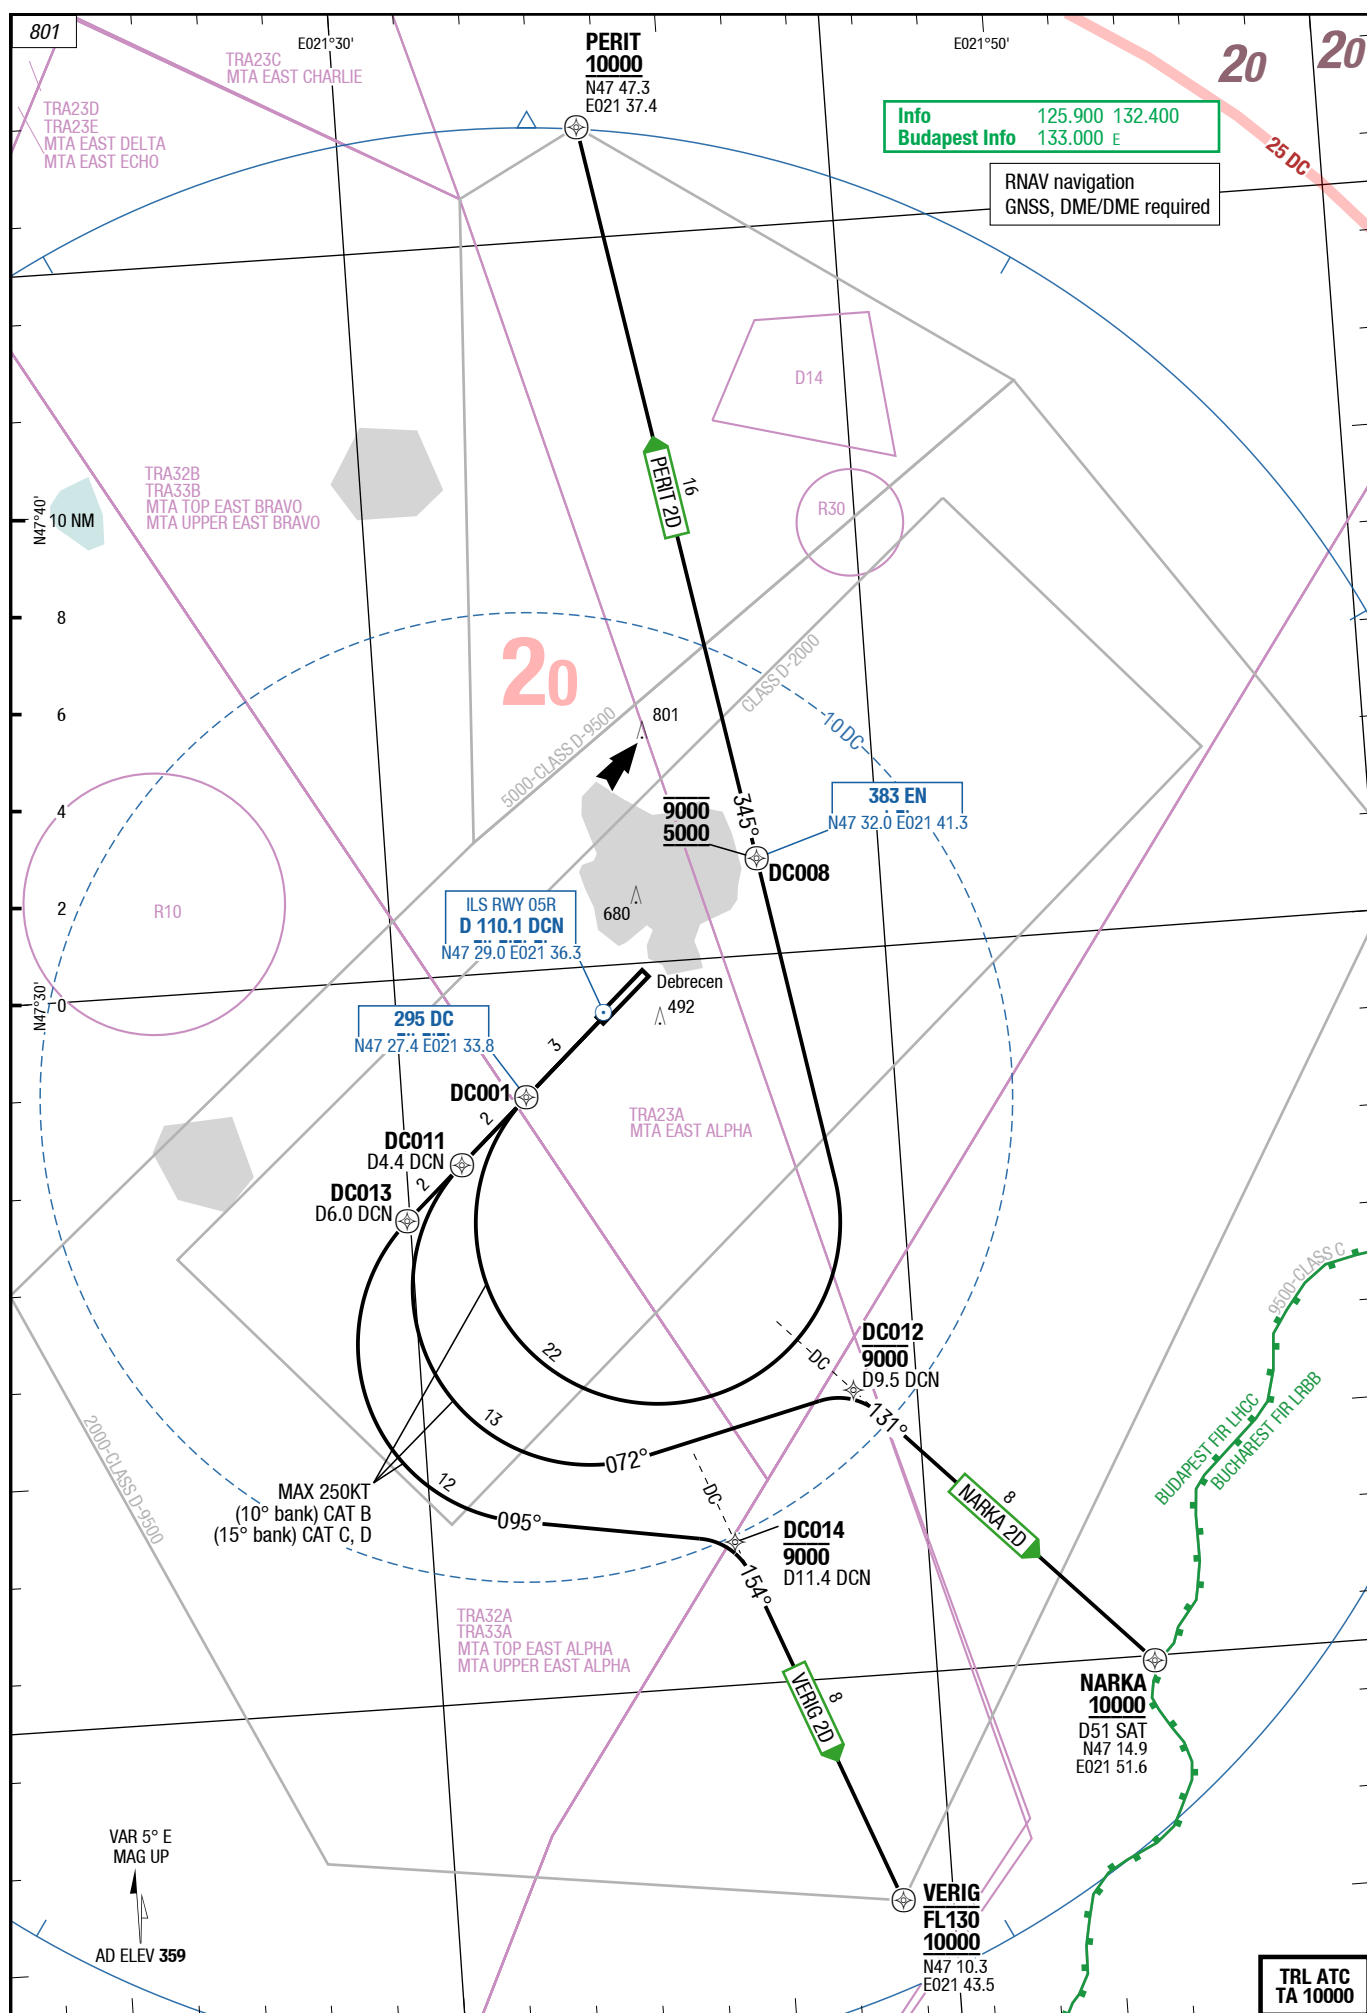 801
E021°30'
PERIT
10000
N47 47.3
E021 37.4
E021°50'
20
20
TRA23C
MTA EAST CHARLIE
TRA23D
TRA23E
MTA EAST DELTA
MTA EAST ECHO
Info 125.900 132.400
Budapest Info 133.000 E
25 DC
RNAV navigation
GNSS, DME/DME required
D14
TRA32B
TRA33B
MTA TOP EAST BRAVO
MTA UPPER EAST BRAVO
PERIT 2D
16
R30
N47°40'
10 NM
8
6
4
2
0
20
801
5000-CLASS D-9500
CLASS D-2000
10 DC
9000
5000
345°
383 EN
N47 32.0 E021 41.3
DC008
R10
680
ILS RWY 05R
D 110.1 DCN
N47 29.0 E021 36.3
Debrecen
492
N47°30'
295 DC
N47 27.4 E021 33.8
3
DC001
2
TRA23A
MTA EAST ALPHA
DC011
D4.4 DCN
2
DC013
D6.0 DCN
9500-CLASS C
DC012
9000
D9.5 DCN
DC
22
13
131°
072°
BUDAPEST FIR LHCC
BUCHAREST FIR LRBB
2000-CLASS D-9500
12
MAX 250KT
(10° bank) CAT B
(15° bank) CAT C, D
095°
DC
DC014
9000
D11.4 DCN
8
NARKA 2D
154°
TRA32A
TRA33A
MTA TOP EAST ALPHA
MTA UPPER EAST ALPHA
VERIG 2D
8
NARKA
10000
D51 SAT
N47 14.9
E021 51.6
VAR 5° E
MAG UP
AD ELEV 359
VERIG
FL130
10000
N47 10.3
E021 43.5
TRL ATC
TA 10000